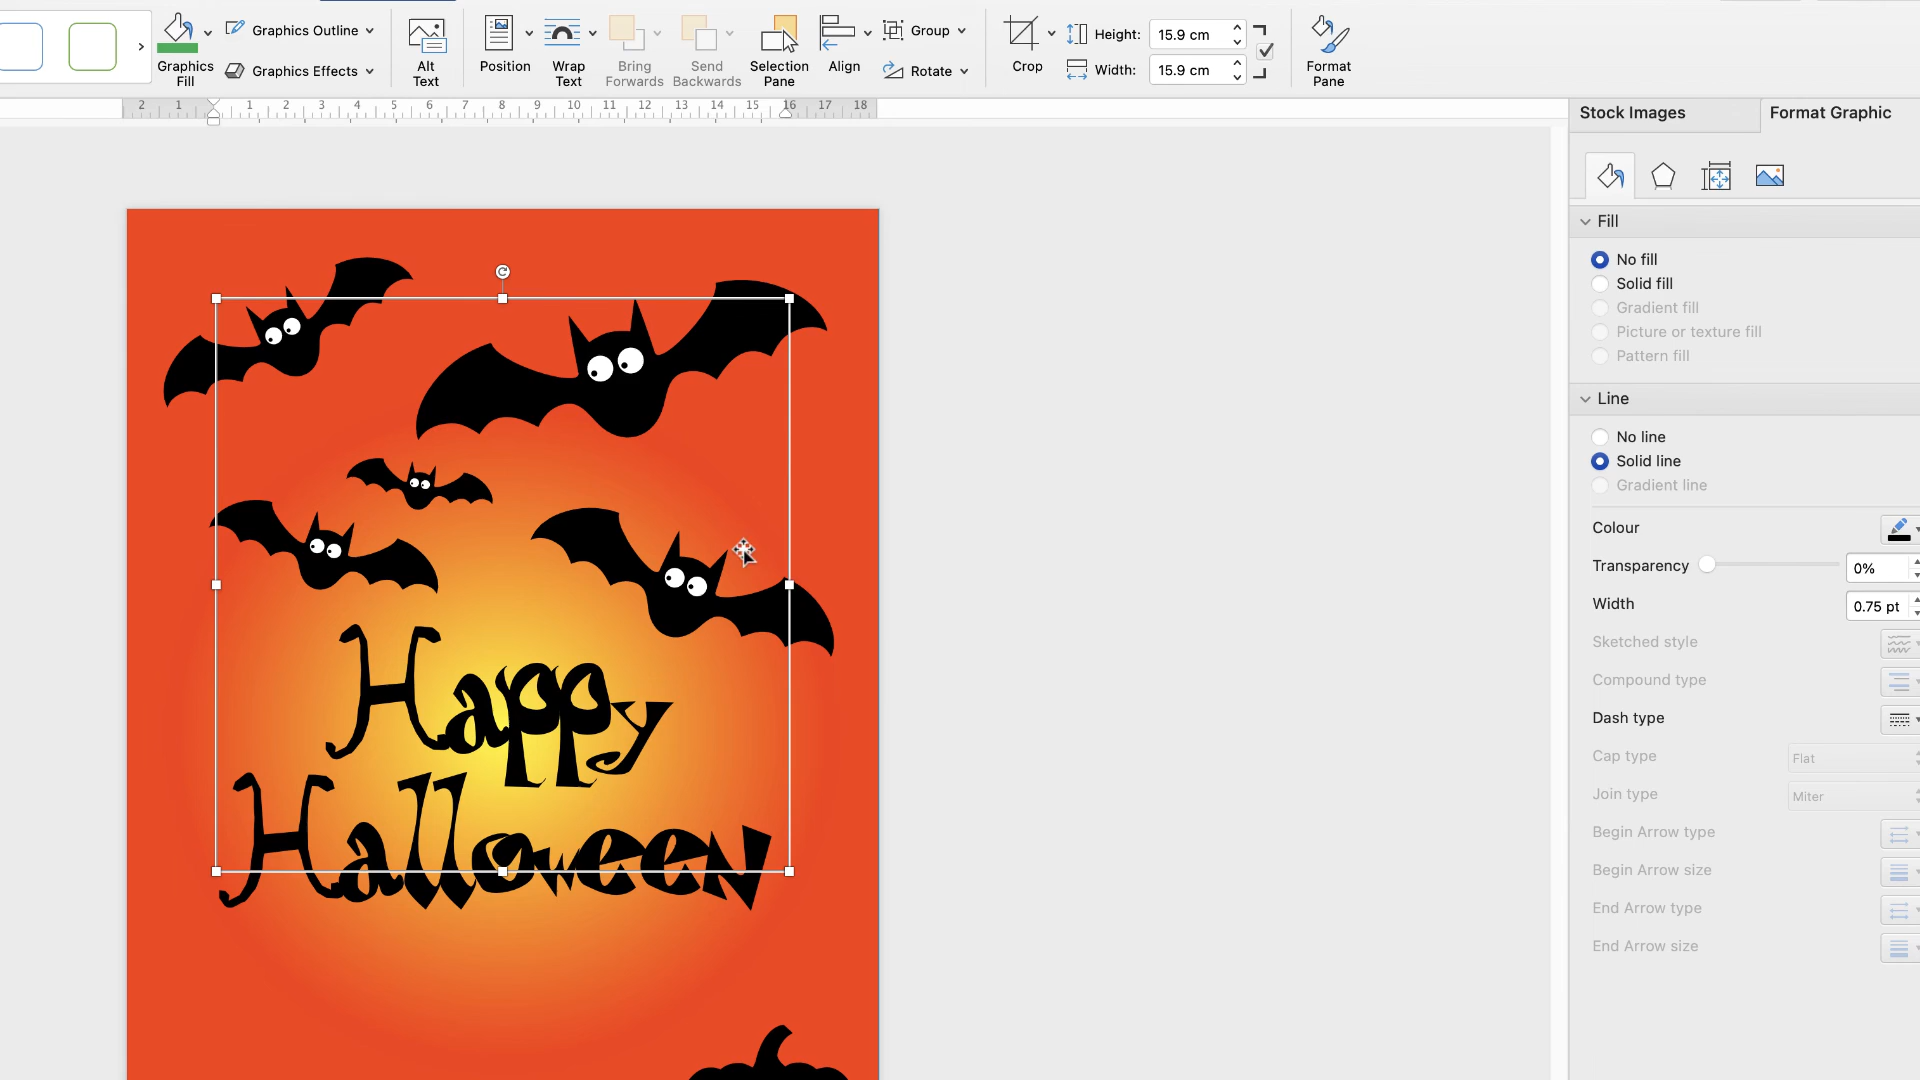 Graphics Fill
Graphics Outline
Graphics Effects
Alt Text
Position
Wrap Text
Bring Forwards
Send Backwards
Selection Pane
Align
Group
Rotate
Crop
Height: 15.9 cm
Width: 15.9 cm
Format Pane
2 1 1 2 3 4 5 6 7 8 9 10 11 12 13 14 15 16 17 18
Stock Images
Format Graphic
Fill
No fill
Solid fill
Gradient fill
Picture or texture fill
Pattern fill
Line
No line
Solid line
Gradient line
Colour
Transparency 0%
Width 0.75 pt
Sketched style
Compound type
Dash type
Cap type Flat
Join type Miter
Begin Arrow type
Begin Arrow size
End Arrow type
End Arrow size
Happy
Halloween